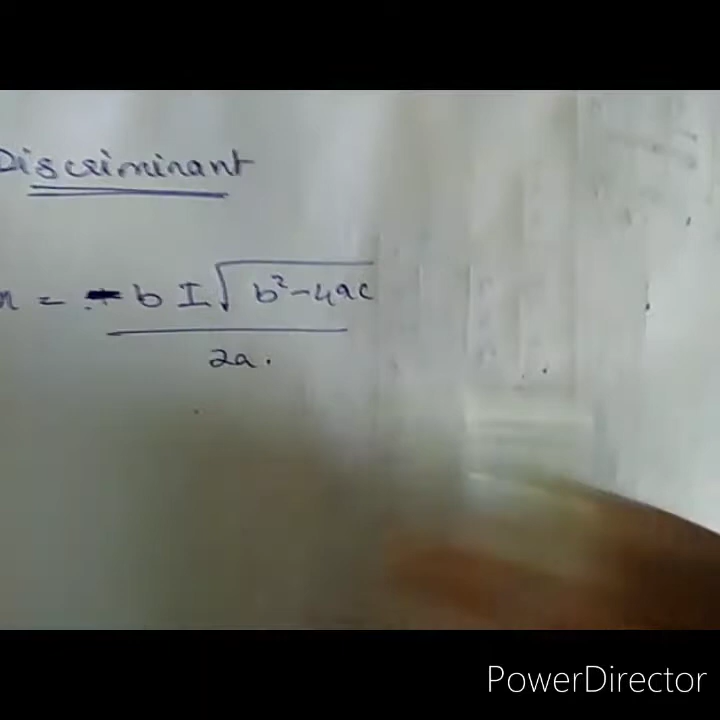 Discriminant
x = - b ± √b²-4ac
2a.
PowerDirector